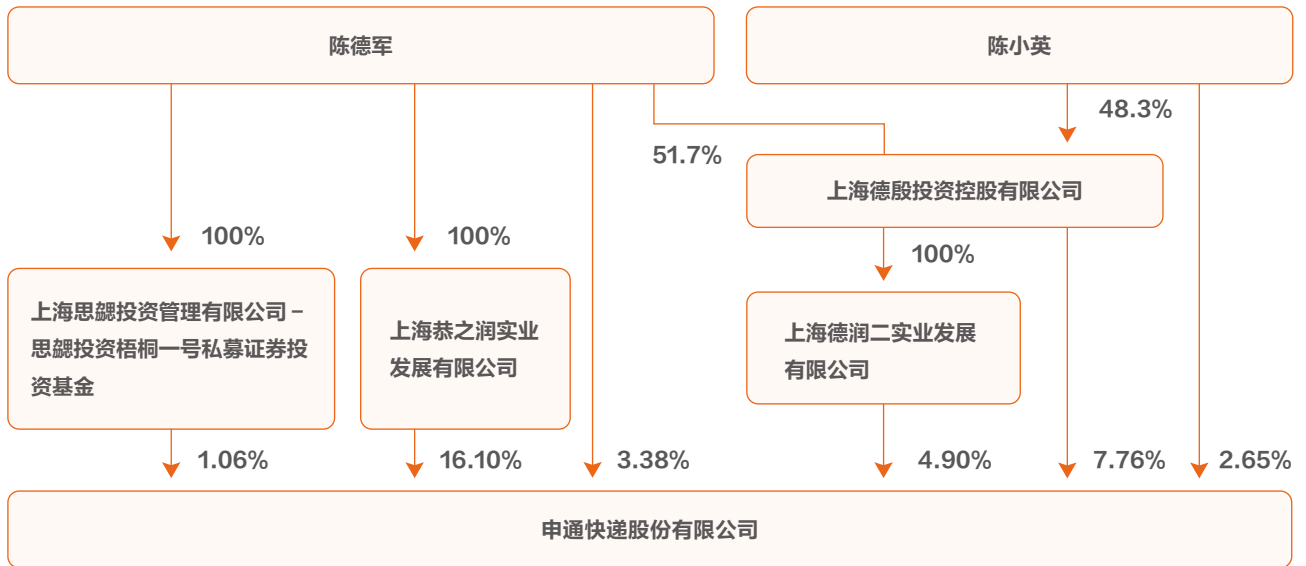 陈德军
陈小英
48.3%
51.7%
上海德殷投资控股有限公司
100%
100%
100%
上海思勰投资管理有限公司－
思勰投资梧桐一号私募证券投
资基金
上海恭之润实业
发展有限公司
上海德润二实业发展
有限公司
1.06%
16.10%
3.38%
4.90%
7.76%
2.65%
申通快递股份有限公司